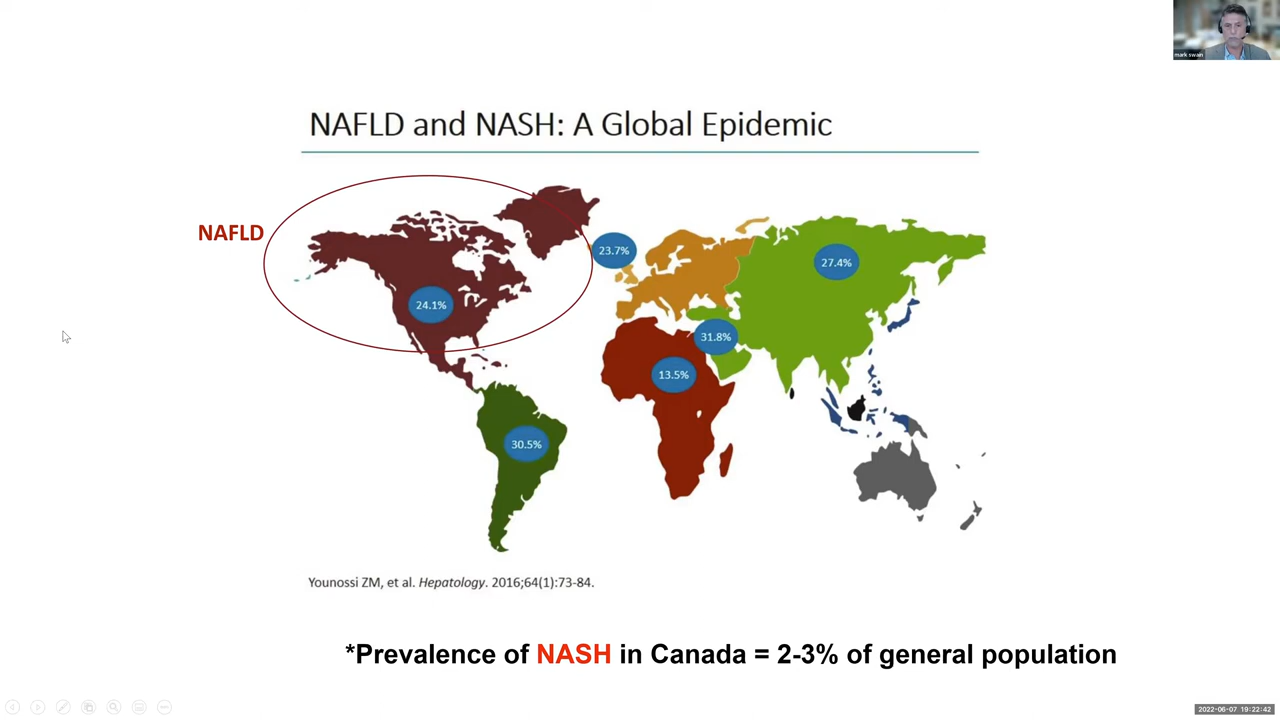 mark swain
NAFLD and NASH: A Global Epidemic
NAFLD
23.7%
27.4%
24.1%
31.8%
13.5%
30.5%
Younossi ZM, et al. Hepatology. 2016;64(1):73-84.
*Prevalence of NASH in Canada = 2-3% of general population
2022-06-07 19:22:42